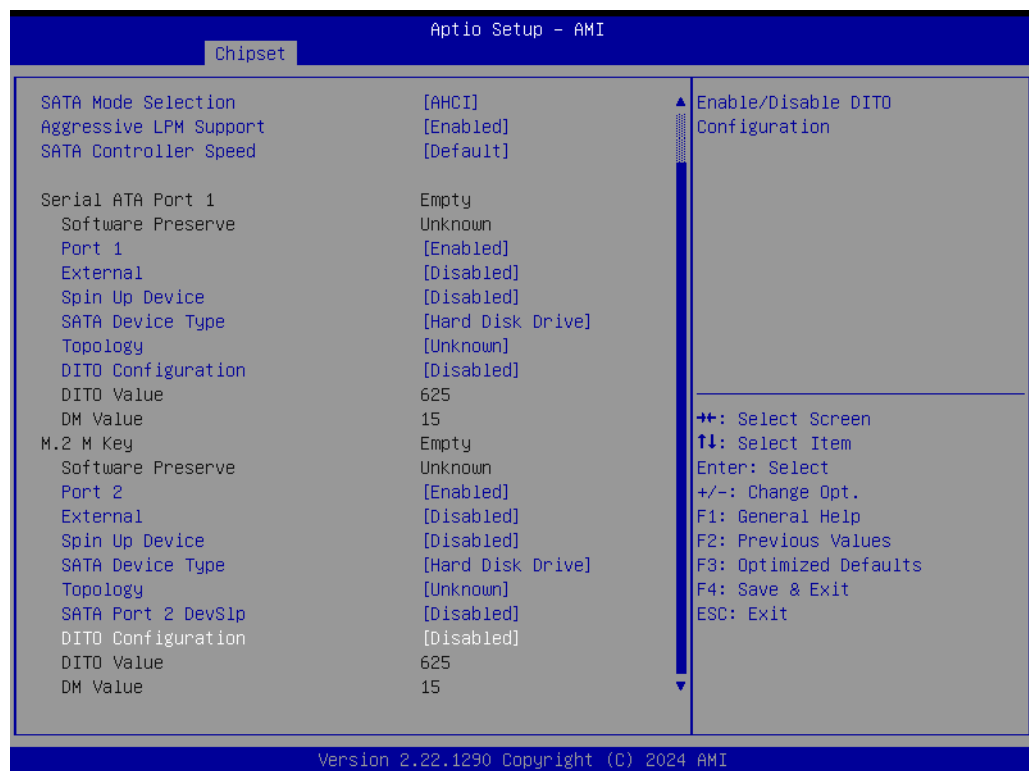 Aptio Setup – AMI
Chipset
SATA Mode Selection [AHCI]
Aggressive LPM Support [Enabled]
SATA Controller Speed [Default]
Serial ATA Port 1 Empty
Software Preserve Unknown
Port 1 [Enabled]
External [Disabled]
Spin Up Device [Disabled]
SATA Device Type [Hard Disk Drive]
Topology [Unknown]
DITO Configuration [Disabled]
DITO Value 625
DM Value 15
M.2 M Key Empty
Software Preserve Unknown
Port 2 [Enabled]
External [Disabled]
Spin Up Device [Disabled]
SATA Device Type [Hard Disk Drive]
Topology [Unknown]
SATA Port 2 DevSlp [Disabled]
DITO Configuration [Disabled]
DITO Value 625
DM Value 15
Enable/Disable DITO
Configuration
→←: Select Screen
↑↓: Select Item
Enter: Select
+/-: Change Opt.
F1: General Help
F2: Previous Values
F3: Optimized Defaults
F4: Save & Exit
ESC: Exit
Version 2.22.1290 Copyright (C) 2024 AMI